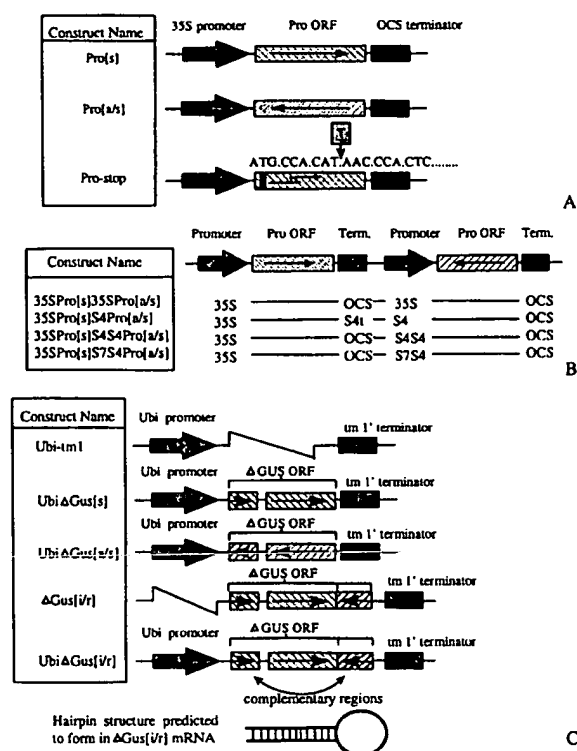 Construct Name
35S promoter Pro ORF OCS terminator
Pro[s]
Pro[a/s]
T
ATG.CCA.CAT.AAC.CCA.CTC........
Pro-stop
A
Construct Name
Promoter Pro ORF Term. Promoter Pro ORF Term.
35SPro[s]35SPro[a/s] 35S OCS 35S OCS
35SPro[s]S4Pro[a/s] 35S S4t S4 OCS
35SPro[s]S4S4Pro[a/s] 35S OCS S4S4 OCS
35SPro[s]S7S4Pro[a/s] 35S OCS S7S4 OCS
B
Construct Name
Ubi promoter tm 1' terminator
Ubi-tm1
Ubi promoter ΔGUS ORF tm 1' terminator
UbiΔGus[s]
Ubi promoter ΔGUS ORF tm 1' terminator
UbiΔGus[a/s]
ΔGUS ORF tm 1' terminator
ΔGus[i/r]
Ubi promoter ΔGUS ORF tm 1' terminator
UbiΔGus[i/r]
complementary regions
Hairpin structure predicted
to form in ΔGus[i/r] mRNA
C